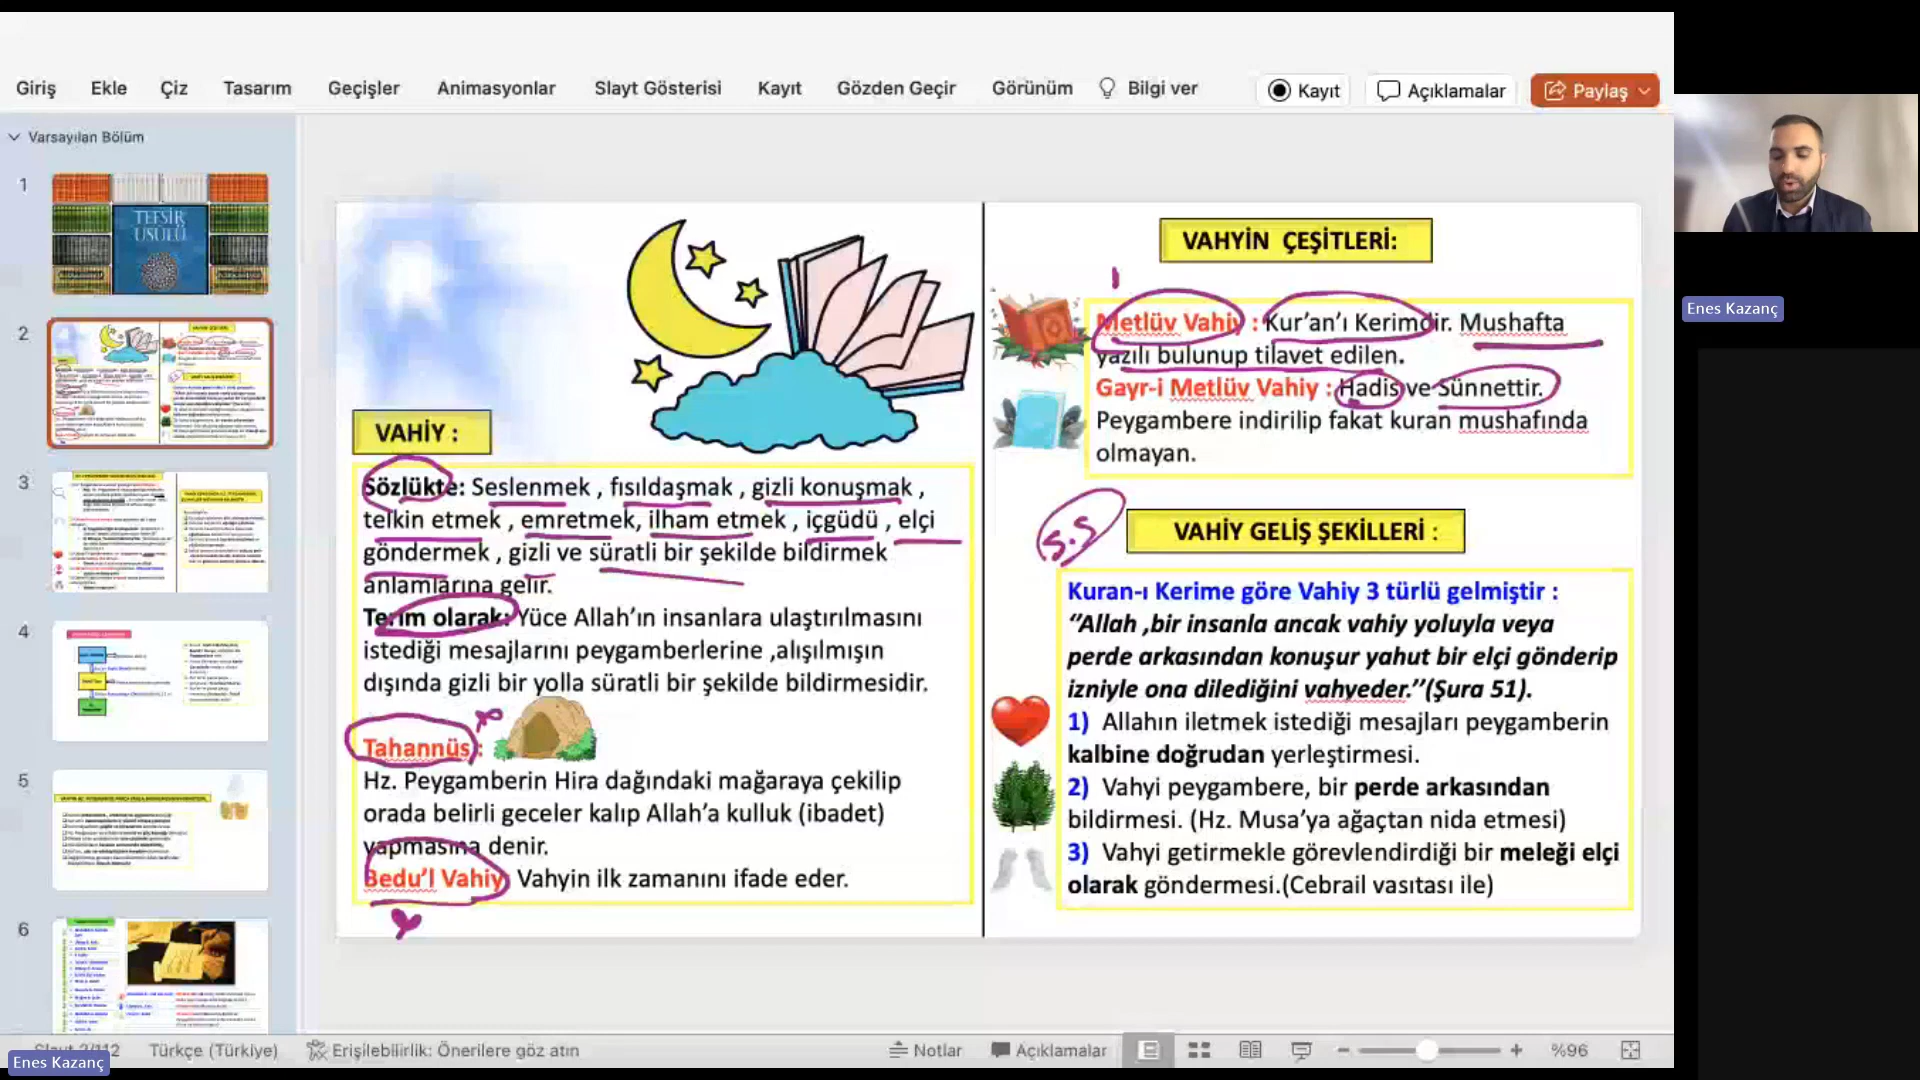 Giriş Ekle Çiz Tasarım Geçişler Animasyonlar Slayt Gösterisi Kayıt Gözden Geçir Görünüm Bilgi ver Kayıt Açıklamalar Paylaş
Varsayılan Bölüm
1
TEFSİR
USULÜ
2
3
4
5
6
VAHİY :
Sözlükte: Seslenmek , fısıldaşmak , gizli konuşmak ,
telkin etmek , emretmek, ilham etmek , içgüdü , elçi
göndermek , gizli ve süratli bir şekilde bildirmek
anlamlarına gelir.
Terim olarak: Yüce Allah’ın insanlara ulaştırılmasını
istediği mesajlarını peygamberlerine ,alışılmışın
dışında gizli bir yolla süratli bir şekilde bildirmesidir.
Tahannüs :
Hz. Peygamberin Hira dağındaki mağaraya çekilip
orada belirli geceler kalıp Allah’a kulluk (ibadet)
yapmasına denir.
Bedu’l Vahiy Vahyin ilk zamanını ifade eder.
VAHYİN ÇEŞİTLERİ:
Metlüv Vahiy : Kur’an’ı Kerimdir. Mushafta
yazılı bulunup tilavet edilen.
Gayr-i Metlüv Vahiy : Hadis ve Sünnettir.
Peygambere indirilip fakat kuran mushafında
olmayan.
S.S
VAHİY GELİŞ ŞEKİLLERİ :
Kuran-ı Kerime göre Vahiy 3 türlü gelmiştir :
‘’Allah ,bir insanla ancak vahiy yoluyla veya
perde arkasından konuşur yahut bir elçi gönderip
izniyle ona dilediğini vahyeder.’’(Şura 51).
1) Allahın iletmek istediği mesajları peygamberin
kalbine doğrudan yerleştirmesi.
2) Vahyi peygambere, bir perde arkasından
bildirmesi. (Hz. Musa’ya ağaçtan nida etmesi)
3) Vahyi getirmekle görevlendirdiği bir meleği elçi
olarak göndermesi.(Cebrail vasıtası ile)
Enes Kazanç
Türkçe (Türkiye) Erişilebilirlik: Önerilere göz atın Notlar Açıklamalar %96
Enes Kazanç